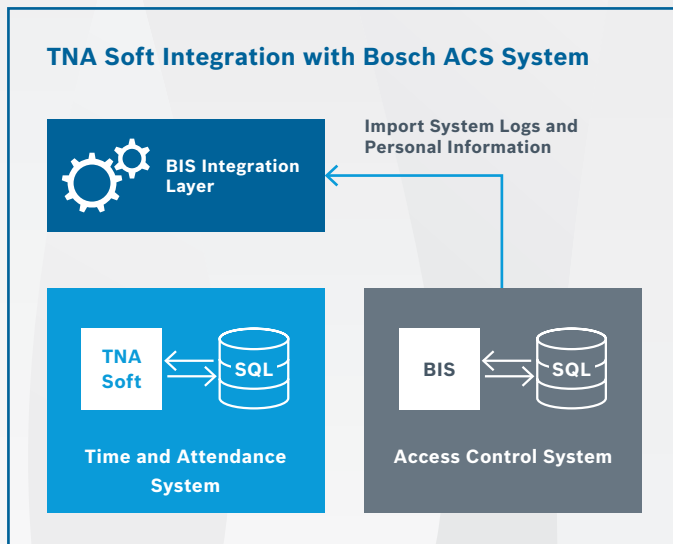 TNA Soft Integration with Bosch ACS System
Import System Logs and
Personal Information
BIS Integration
Layer
TNA
Soft
SQL
Time and Attendance
System
BIS
SQL
Access Control System